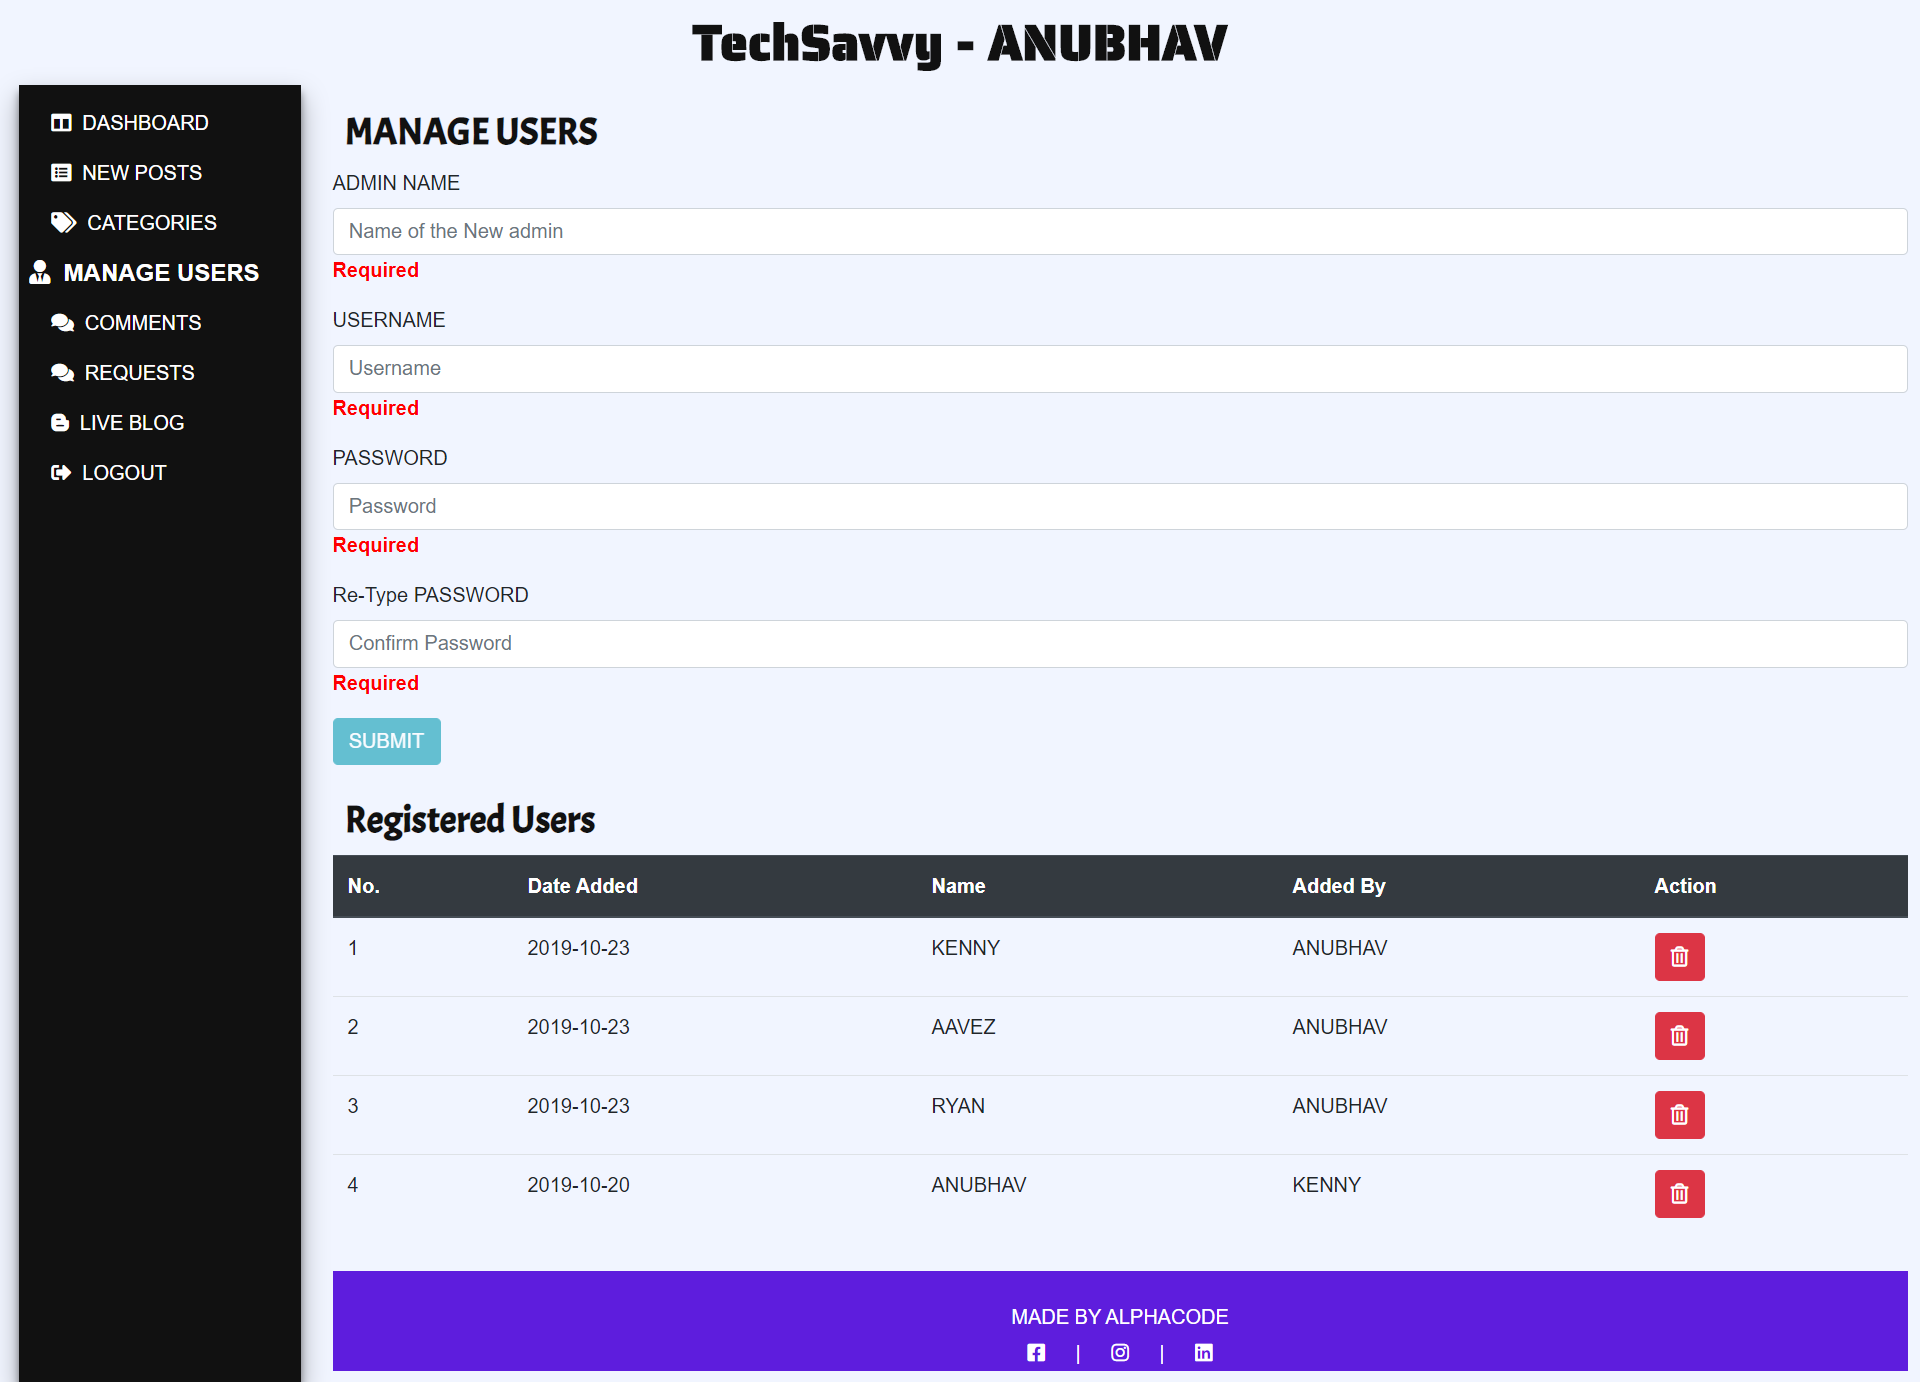 TechSavvy - ANUBHAV
DASHBOARD
NEW POSTS
CATEGORIES
MANAGE USERS
COMMENTS
REQUESTS
LIVE BLOG
LOGOUT
MANAGE USERS
ADMIN NAME
Name of the New admin
Required
USERNAME
Username
Required
PASSWORD
Password
Required
Re-Type PASSWORD
Confirm Password
Required
SUBMIT
Registered Users
No. Date Added Name Added By Action
1 2019-10-23 KENNY ANUBHAV
2 2019-10-23 AAVEZ ANUBHAV
3 2019-10-23 RYAN ANUBHAV
4 2019-10-20 ANUBHAV KENNY
MADE BY ALPHACODE
| |